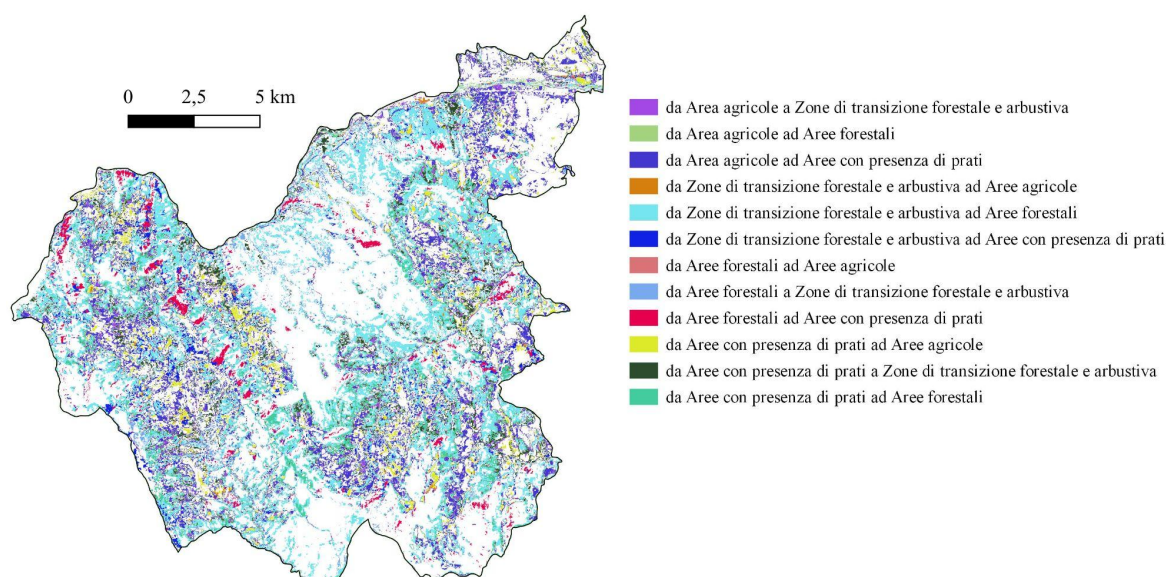 0 2,5 5 km
da Area agricole a Zone di transizione forestale e arbustiva
da Area agricole ad Aree forestali
da Area agricole ad Aree con presenza di prati
da Zone di transizione forestale e arbustiva ad Aree agricole
da Zone di transizione forestale e arbustiva ad Aree forestali
da Zone di transizione forestale e arbustiva ad Aree con presenza di prati
da Aree forestali ad Aree agricole
da Aree forestali a Zone di transizione forestale e arbustiva
da Aree forestali ad Aree con presenza di prati
da Aree con presenza di prati ad Aree agricole
da Aree con presenza di prati a Zone di transizione forestale e arbustiva
da Aree con presenza di prati ad Aree forestali